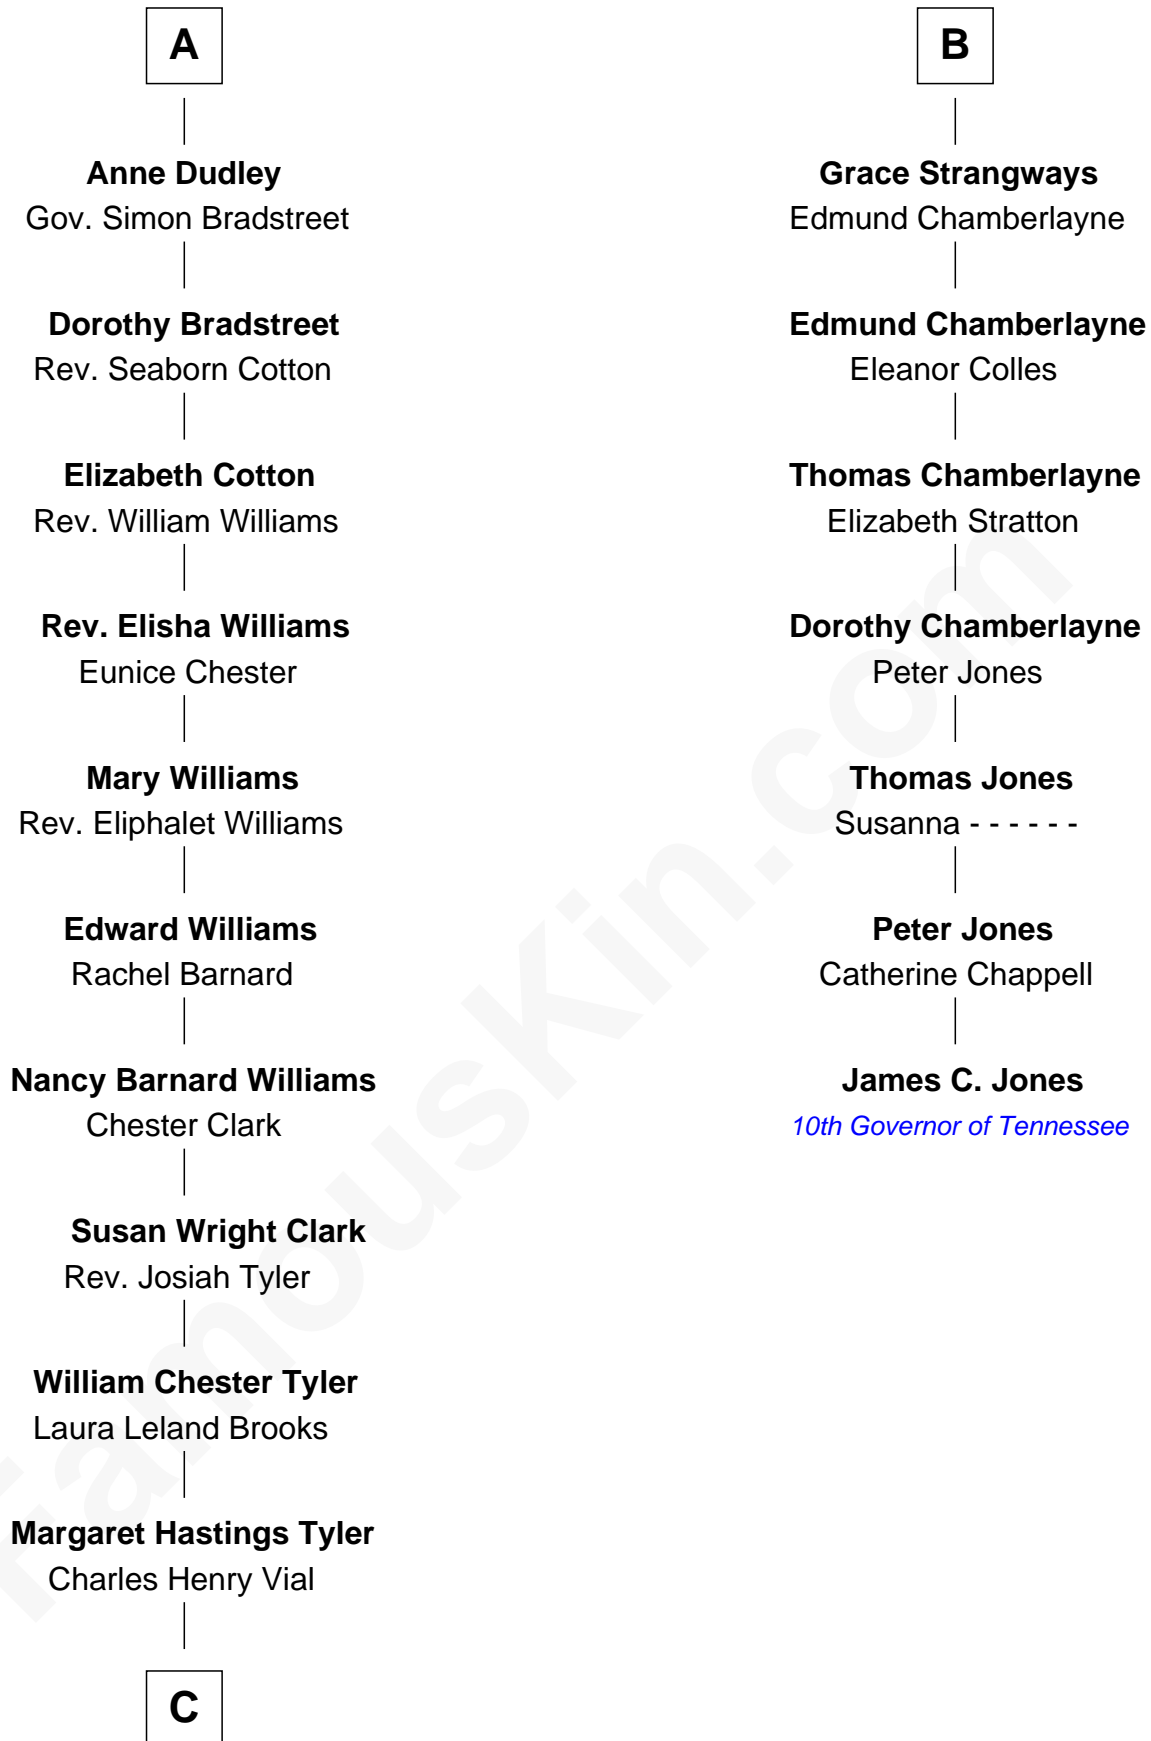 A
Anne Dudley
Gov. Simon Bradstreet
Dorothy Bradstreet
Rev. Seaborn Cotton
Elizabeth Cotton
Rev. William Williams
Rev. Elisha Williams
Eunice Chester
Mary Williams
Rev. Eliphalet Williams
Edward Williams
Rachel Barnard
Nancy Barnard Williams
Chester Clark
Susan Wright Clark
Rev. Josiah Tyler
William Chester Tyler
Laura Leland Brooks
Margaret Hastings Tyler
Charles Henry Vial
C
B
Grace Strangways
Edmund Chamberlayne
Edmund Chamberlayne
Eleanor Colles
Thomas Chamberlayne
Elizabeth Stratton
Dorothy Chamberlayne
Peter Jones
Thomas Jones
Susanna - - - - - -
Peter Jones
Catherine Chappell
James C. Jones
10th Governor of Tennessee
FamousKin.com